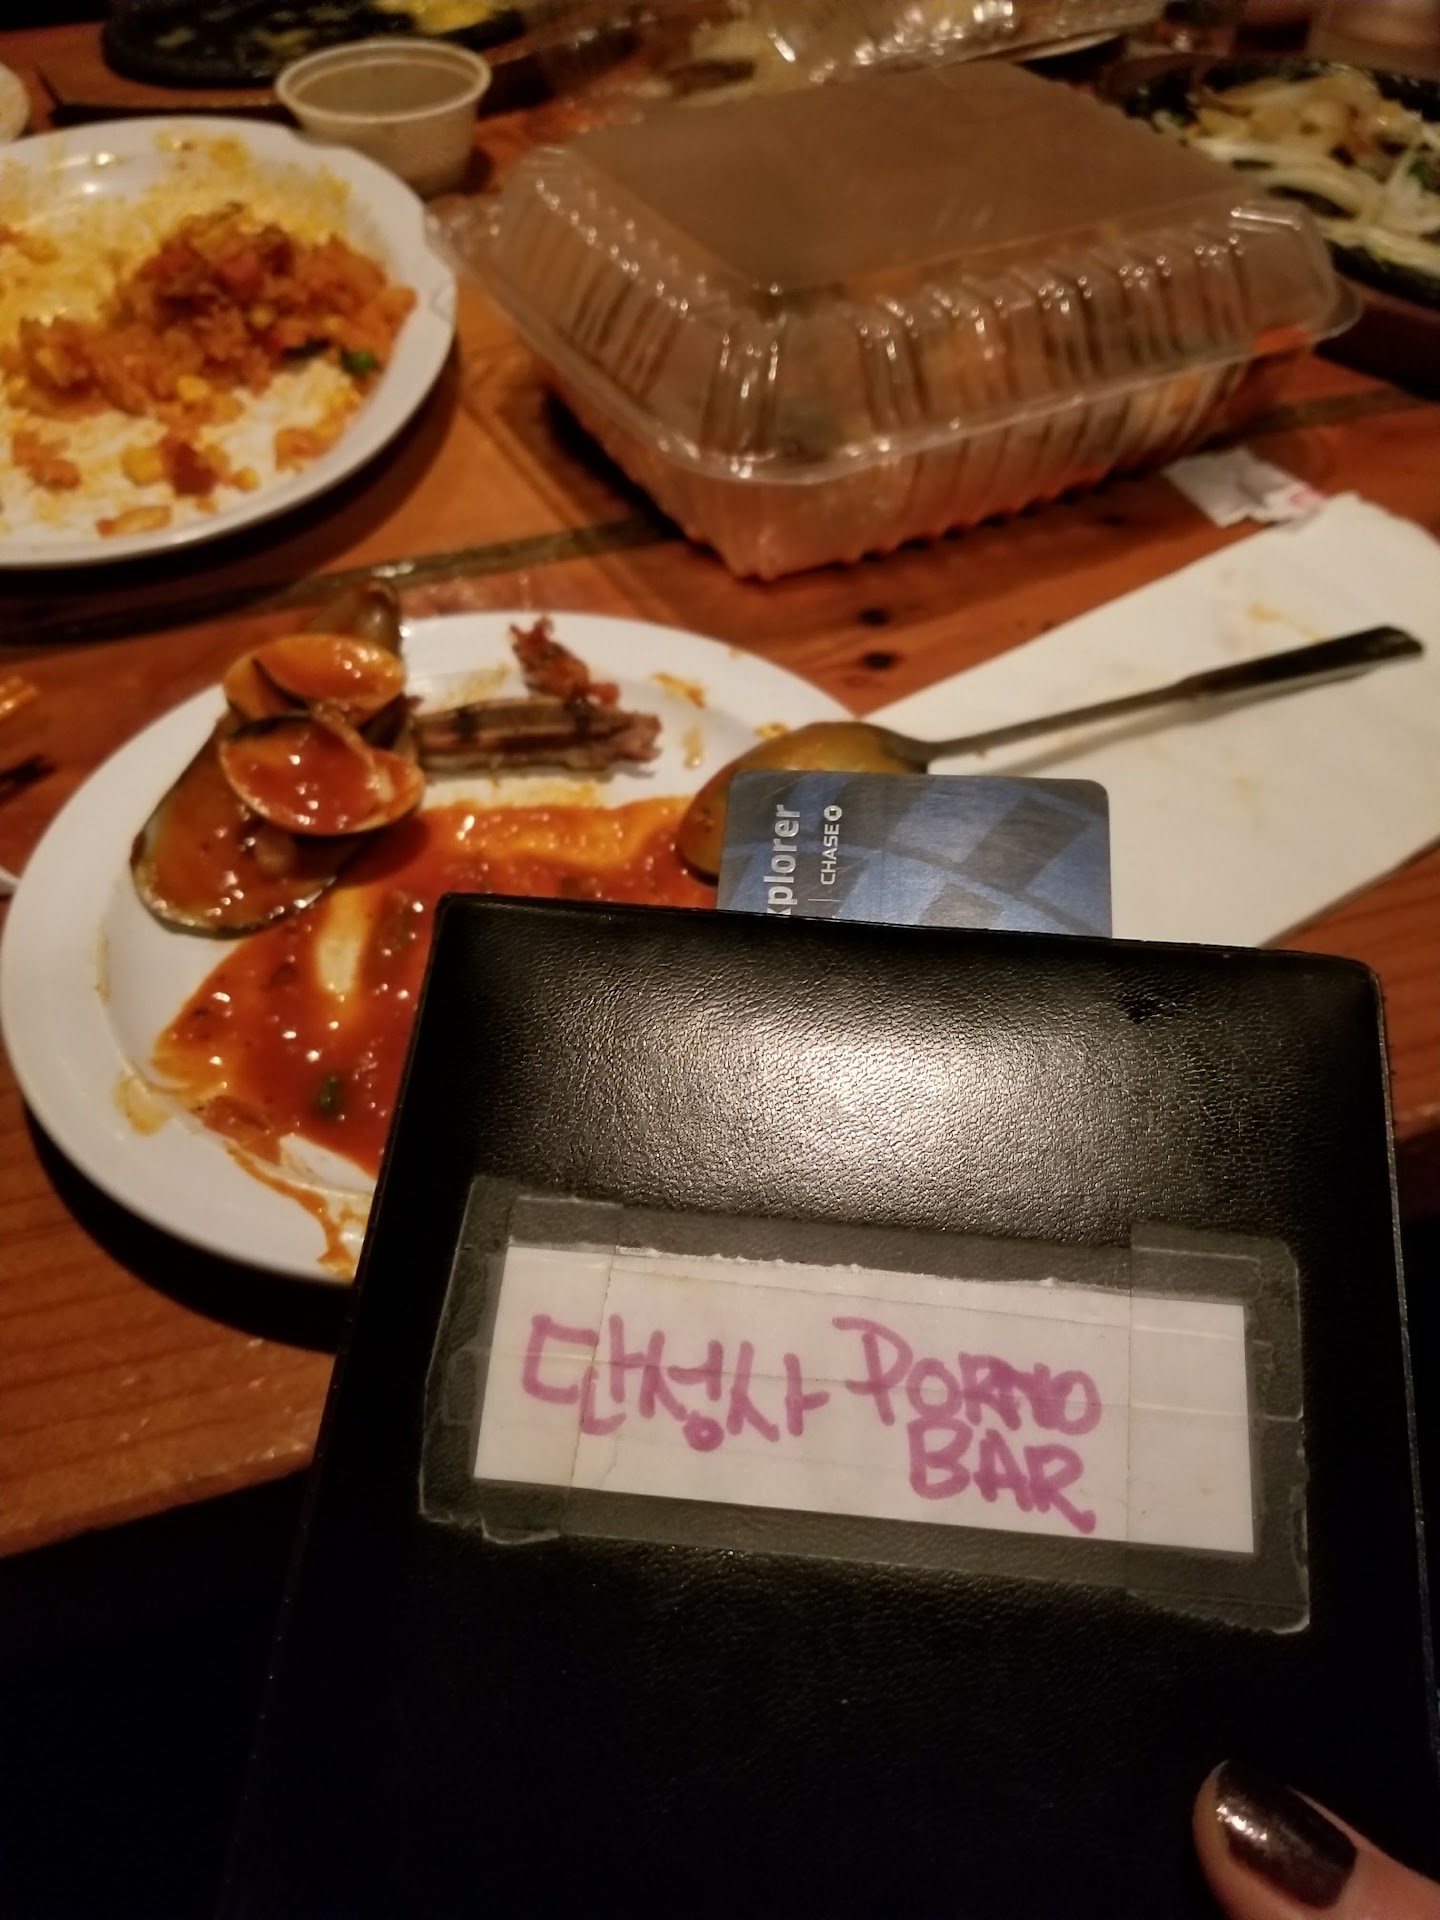 xplorer
CHASE
단성사 PORNO
BAR